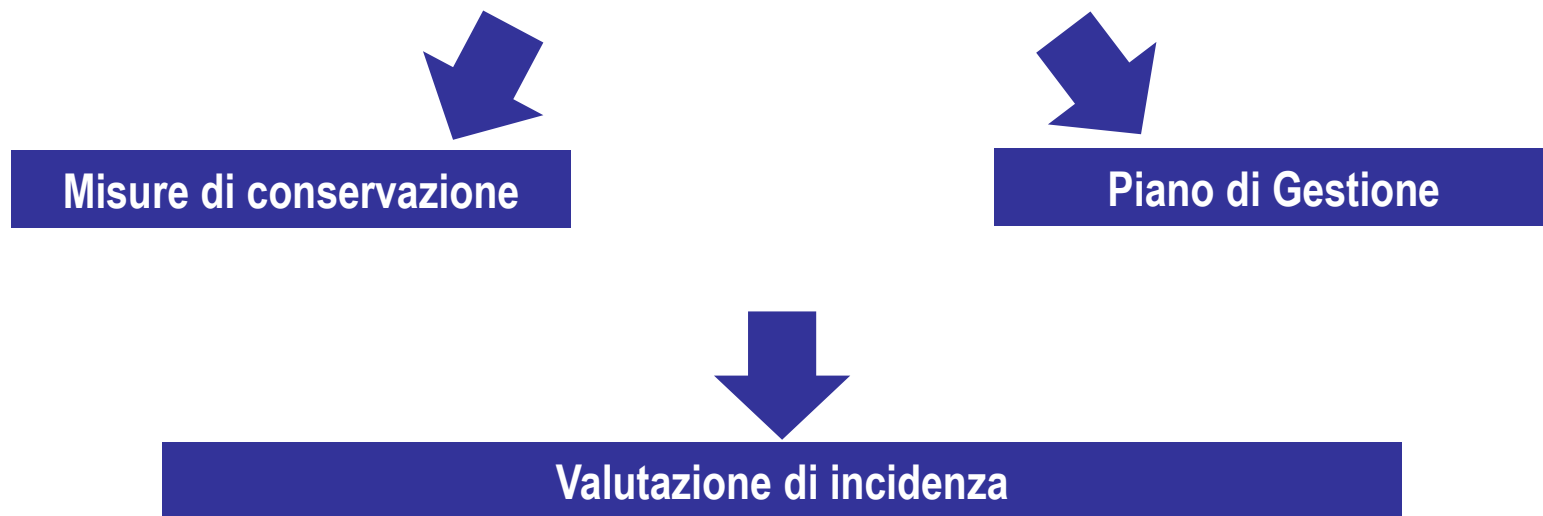 Misure di conservazione
Piano di Gestione
Valutazione di incidenza